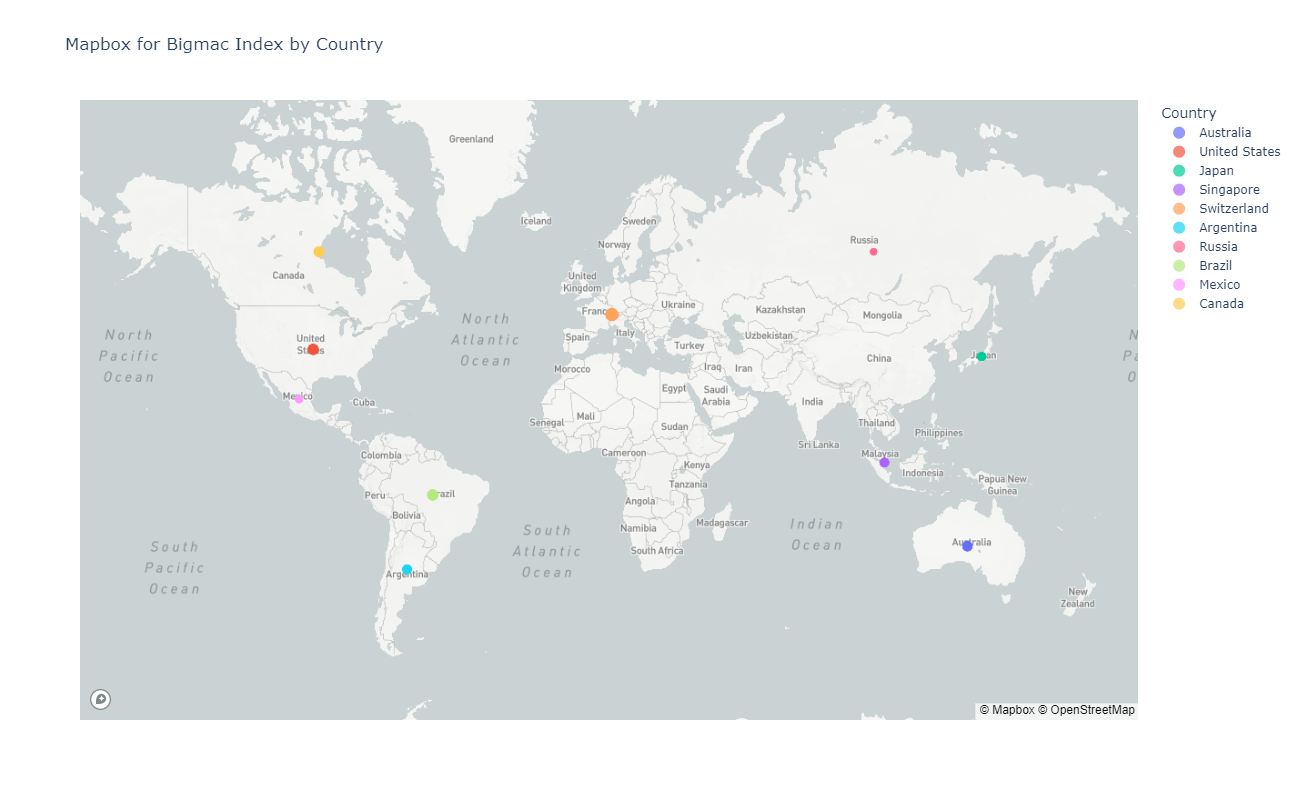 Mapbox for Bigmac Index by Country
Greenland
Iceland
Sweden
Norway
Russia
Canada
United
Kingdom
France
Ukraine
Kazakhstan
Mongolia
Italy
Spain
Uzbekistan
Turkey
United
States
North
Pacific
Ocean
North
Atlantic
Ocean
Japan
China
Morocco
Iraq
Iran
Egypt
Saudi
Arabia
India
Mexico
Cuba
Mali
Senegal
Sudan
Thailand
Philippines
Sri Lanka
Colombia
Cameroon
Kenya
Malaysia
Indonesia
Papua New
Guinea
Peru
Brazil
Tanzania
Angola
Bolivia
Namibia
Madagascar
South Africa
Indian
Ocean
South
Atlantic
Ocean
South
Pacific
Ocean
Australia
Argentina
New
Zealand
© Mapbox © OpenStreetMap
Country
Australia
United States
Japan
Singapore
Switzerland
Argentina
Russia
Brazil
Mexico
Canada